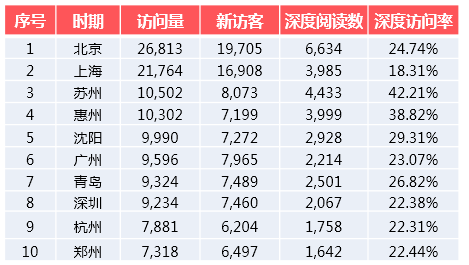 序号 时期 访问量 新访客 深度阅读数 深度访问率
1 北京 26,813 19,705 6,634 24.74%
2 上海 21,764 16,908 3,985 18.31%
3 苏州 10,502 8,073 4,433 42.21%
4 惠州 10,302 7,199 3,999 38.82%
5 沈阳 9,990 7,272 2,928 29.31%
6 广州 9,596 7,965 2,214 23.07%
7 青岛 9,324 7,489 2,501 26.82%
8 深圳 9,234 7,460 2,067 22.38%
9 杭州 7,881 6,204 1,758 22.31%
10 郑州 7,318 6,497 1,642 22.44%